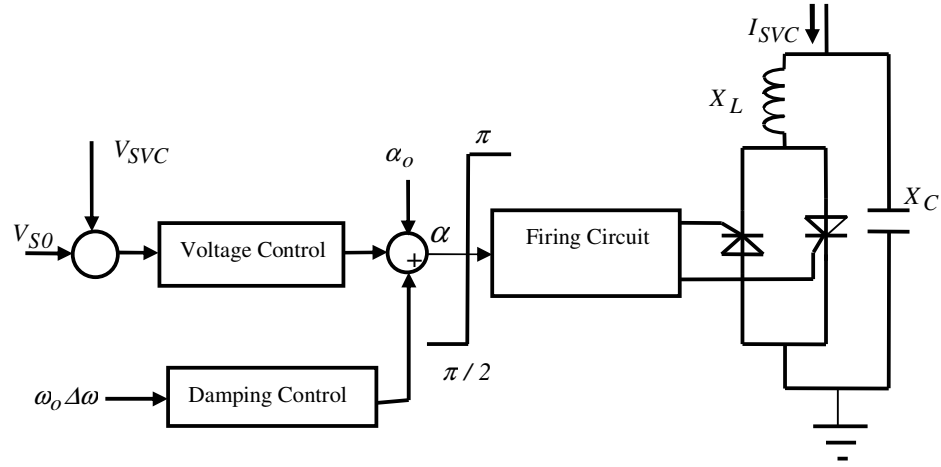 I_SVC
X_L
V_SVC
α_o
π
V_S0
Voltage Control
+
α
Firing Circuit
X_C
π / 2
ω_o Δω
Damping Control